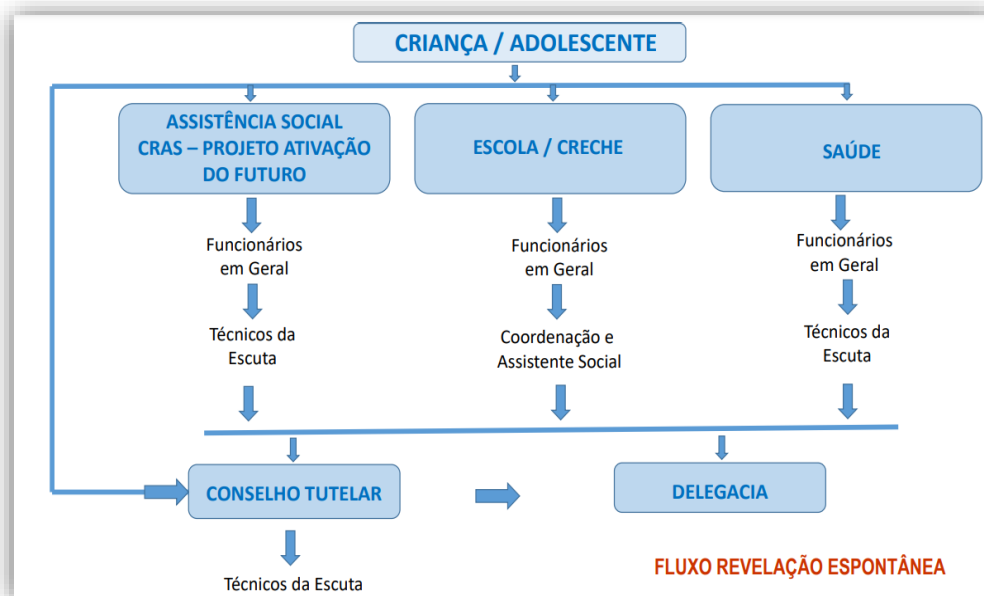 CRIANÇA / ADOLESCENTE
ASSISTÊNCIA SOCIAL
CRAS – PROJETO ATIVAÇÃO
DO FUTURO
ESCOLA / CRECHE
SAÚDE
Funcionários
em Geral
Funcionários
em Geral
Funcionários
em Geral
Técnicos da
Escuta
Coordenação e
Assistente Social
Técnicos da
Escuta
CONSELHO TUTELAR
DELEGACIA
Técnicos da Escuta
FLUXO REVELAÇÃO ESPONTÂNEA